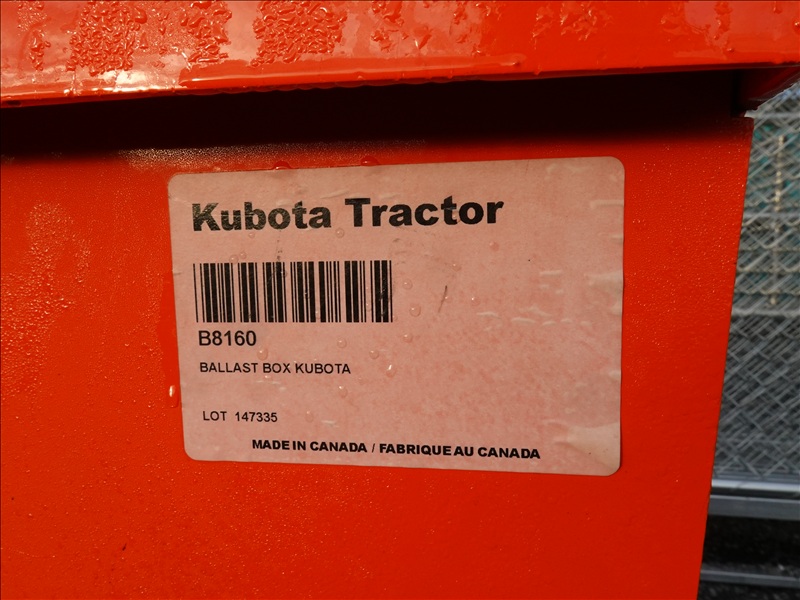 Kubota Tractor
B8160
BALLAST BOX KUBOTA
LOT 147335
MADE IN CANADA / FABRIQUE AU CANADA